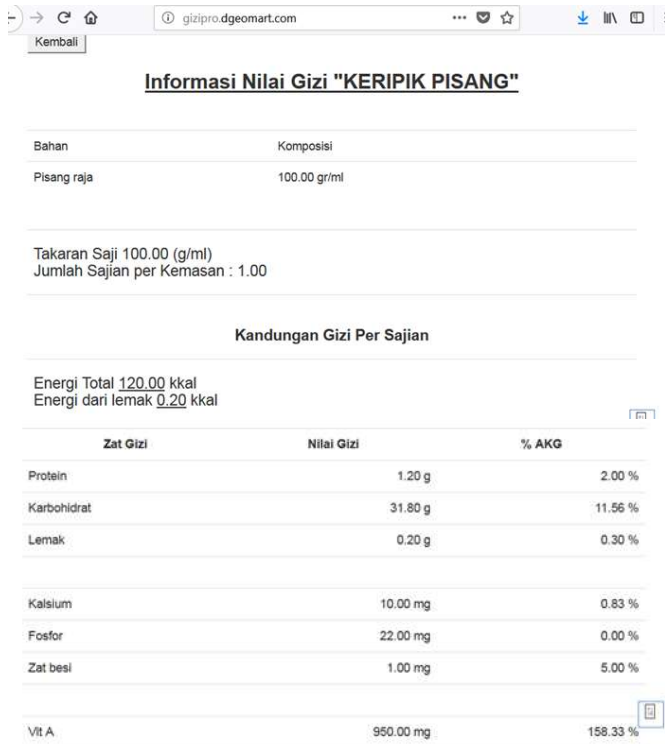 gizipro.dgeomart.com
Kembali
Informasi Nilai Gizi "KERIPIK PISANG"
Bahan Komposisi
Pisang raja 100.00 gr/ml
Takaran Saji 100.00 (g/ml)
Jumlah Sajian per Kemasan : 1.00
Kandungan Gizi Per Sajian
Energi Total 120.00 kkal
Energi dari lemak 0.20 kkal
Zat Gizi Nilai Gizi % AKG
Protein 1.20 g 2.00 %
Karbohidrat 31.80 g 11.56 %
Lemak 0.20 g 0.30 %
Kalsium 10.00 mg 0.83 %
Fosfor 22.00 mg 0.00 %
Zat besi 1.00 mg 5.00 %
Vit A 950.00 mg 158.33 %